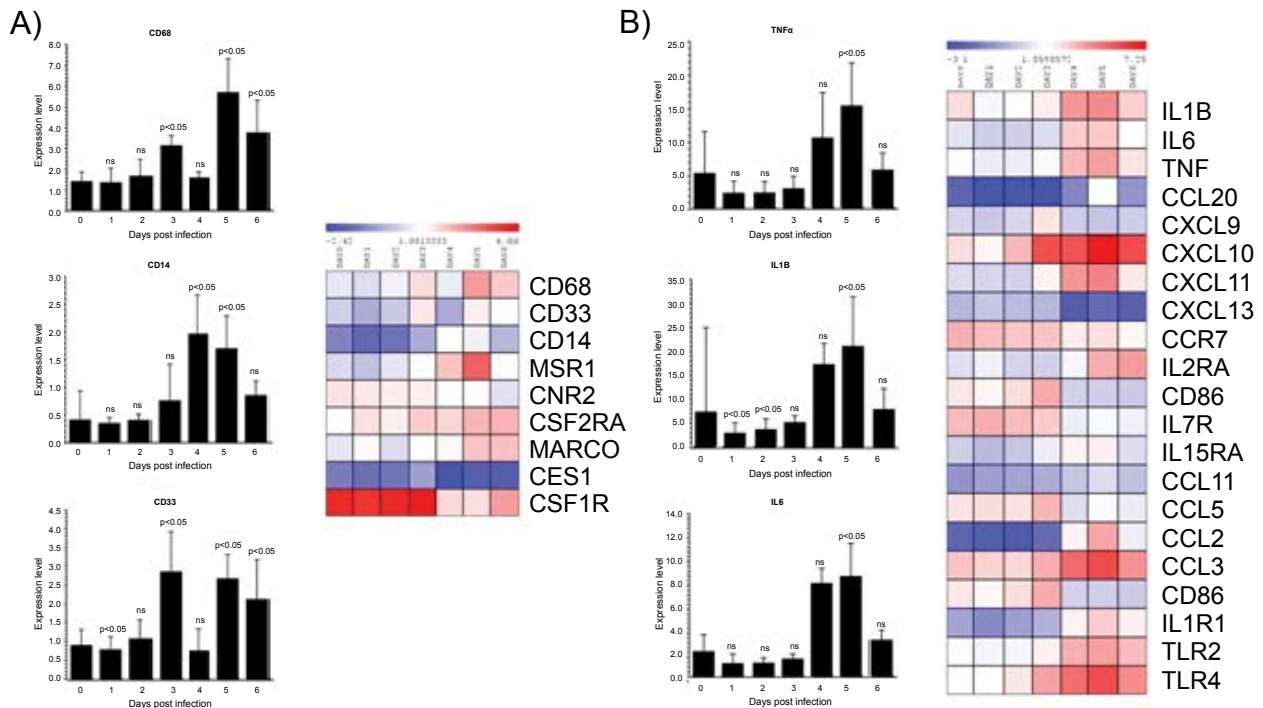 A)
CD68
Expression level
8.0
7.0
6.0
5.0
4.0
3.0
2.0
1.0
0.0
ns
ns
p<0.05
ns
p<0.05
p<0.05
0 1 2 3 4 5 6
Days post infection
CD14
Expression level
3.0
2.5
2.0
1.5
1.0
0.5
0.0
ns
ns
ns
p<0.05
p<0.05
ns
0 1 2 3 4 5 6
Days post infection
CD33
Expression level
4.5
4.0
3.5
3.0
2.5
2.0
1.5
1.0
0.5
0.0
p<0.05
ns
p<0.05
ns
p<0.05
p<0.05
0 1 2 3 4 5 6
Days post infection
DAY1
CD68
CD33
CD14
MSR1
CNR2
CSF2RA
MARCO
CES1
CSF1R
B)
TNFα
Expression level
25.0
20.0
15.0
10.0
5.0
0.0
ns
ns
ns
ns
p<0.05
ns
0 1 2 3 4 5 6
Days post infection
IL1B
Expression level
35.0
30.0
25.0
20.0
15.0
10.0
5.0
0.0
p<0.05
p<0.05
ns
ns
p<0.05
ns
0 1 2 3 4 5 6
Days post infection
IL6
Expression level
14.0
12.0
10.0
8.0
6.0
4.0
2.0
0.0
ns
ns
ns
ns
p<0.05
ns
0 1 2 3 4 5 6
Days post infection
IL1B
IL6
TNF
CCL20
CXCL9
CXCL10
CXCL11
CXCL13
CCR7
IL2RA
CD86
IL7R
IL15RA
CCL11
CCL5
CCL2
CCL3
CD86
IL1R1
TLR2
TLR4